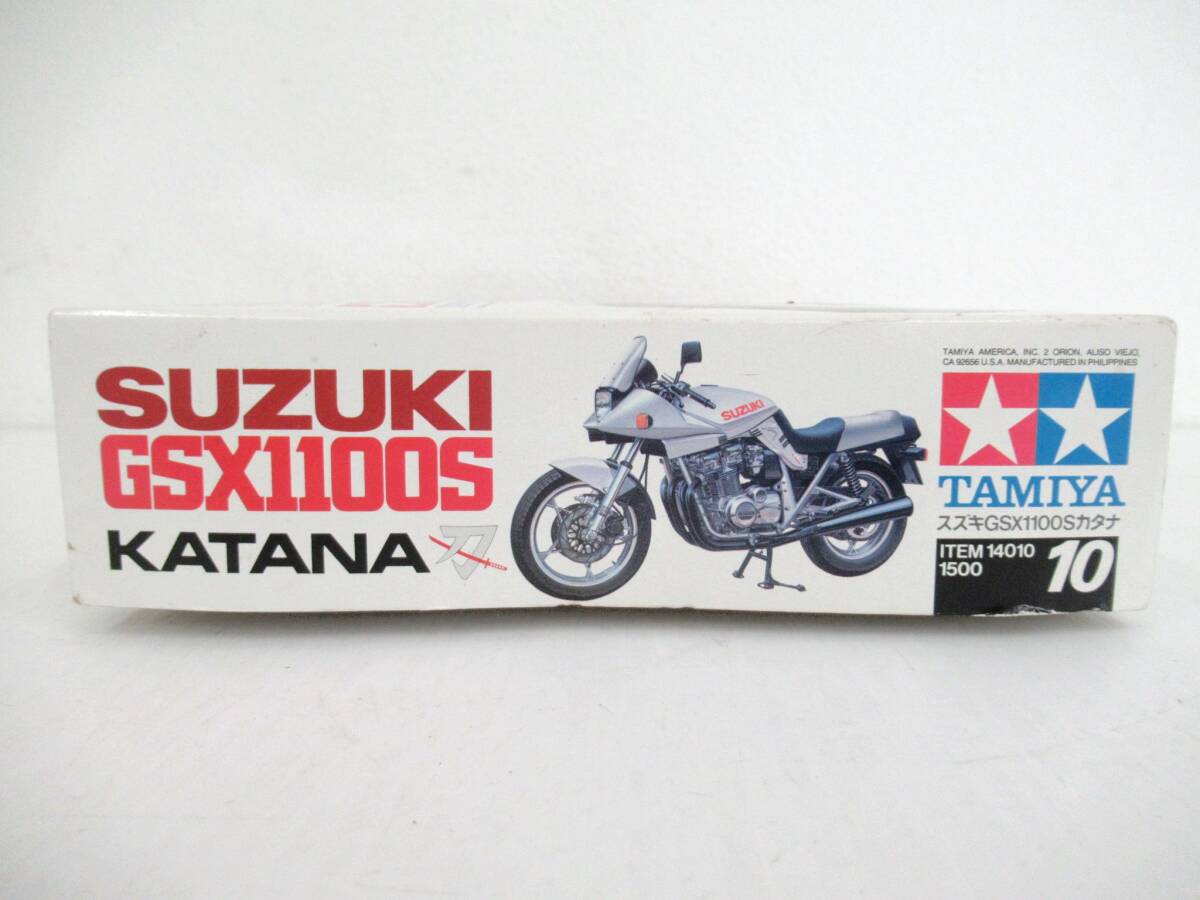 SUZUKI
GSX1100S
KATANA 刀
SUZUKI
TAMIYA AMERICA, INC. 2 ORION, ALISO VIEJO,
CA 92656 U.S.A. MANUFACTURED IN PHILIPPINES
TAMIYA
スズキGSX1100Sカタナ
ITEM 14010
1500
10